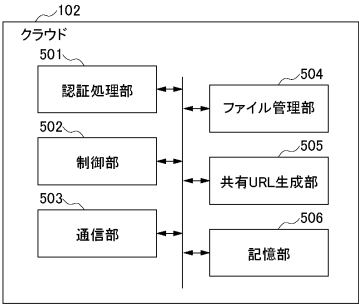 102
クラウド
501
認証処理部
502
制御部
503
通信部
504
ファイル管理部
505
共有URL生成部
506
記憶部